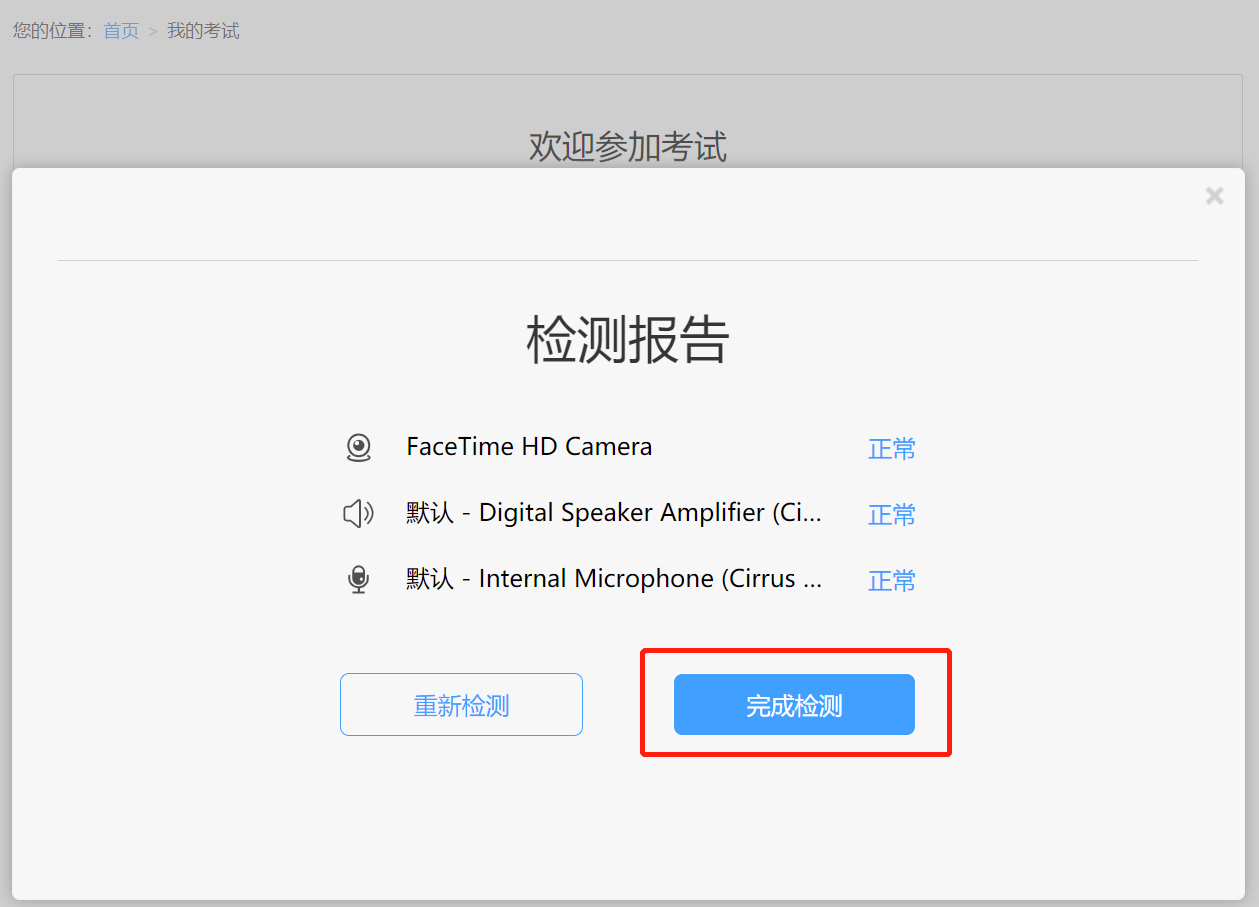 您的位置：首页 > 我的考试
欢迎参加考试
检测报告
FaceTime HD Camera 正常
默认 - Digital Speaker Amplifier (Ci... 正常
默认 - Internal Microphone (Cirrus ... 正常
重新检测 完成检测